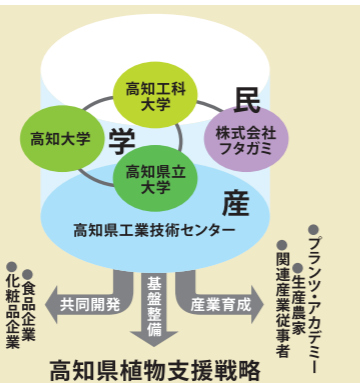 高知工科
大学
民
高知大学
学
株式会社
フタガミ
高知県立
大学
産
高知県工業技術センター
●食品企業
●化粧品企業
共同開発
基盤整備
産業育成
●プランツ・アカデミー
●生産農家
●関連産業従事者
高知県植物支援戦略